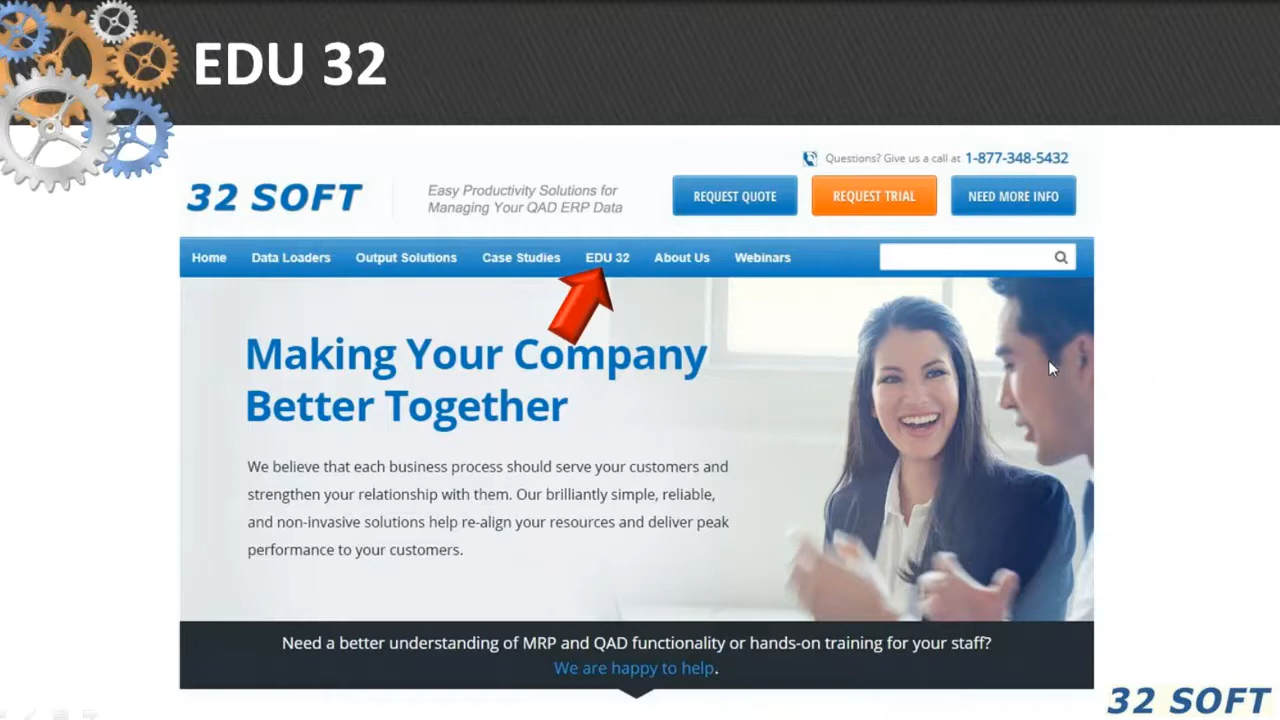 EDU 32
Questions? Give us a call at 1-877-348-5432
32 SOFT
Easy Productivity Solutions for
Managing Your QAD ERP Data
REQUEST QUOTE
REQUEST TRIAL
NEED MORE INFO
Home Data Loaders Output Solutions Case Studies EDU 32 About Us Webinars
Making Your Company
Better Together
We believe that each business process should serve your customers and
strengthen your relationship with them. Our brilliantly simple, reliable,
and non-invasive solutions help re-align your resources and deliver peak
performance to your customers.
Need a better understanding of MRP and QAD functionality or hands-on training for your staff?
We are happy to help.
32 SOFT